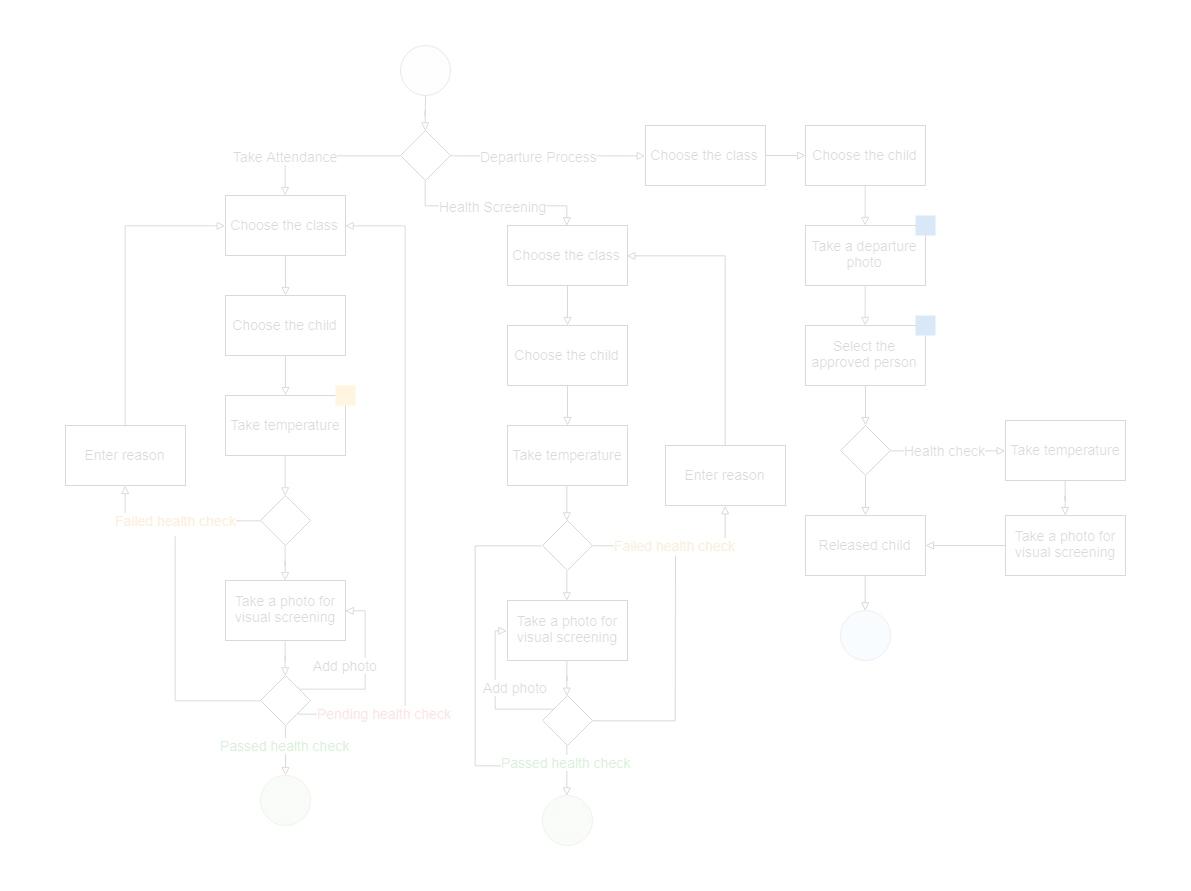 Take Attendance
Departure Process
Choose the class
Choose the child
Health Screening
Choose the class
Choose the class
Take a departure
photo
Choose the child
Choose the child
Select the
approved person
Take temperature
Take temperature
Enter reason
Enter reason
Health check
Take temperature
Failed health check
Failed health check
Released child
Take a photo for
visual screening
Take a photo for
visual screening
Take a photo for
visual screening
Add photo
Add photo
Pending health check
Passed health check
Passed health check